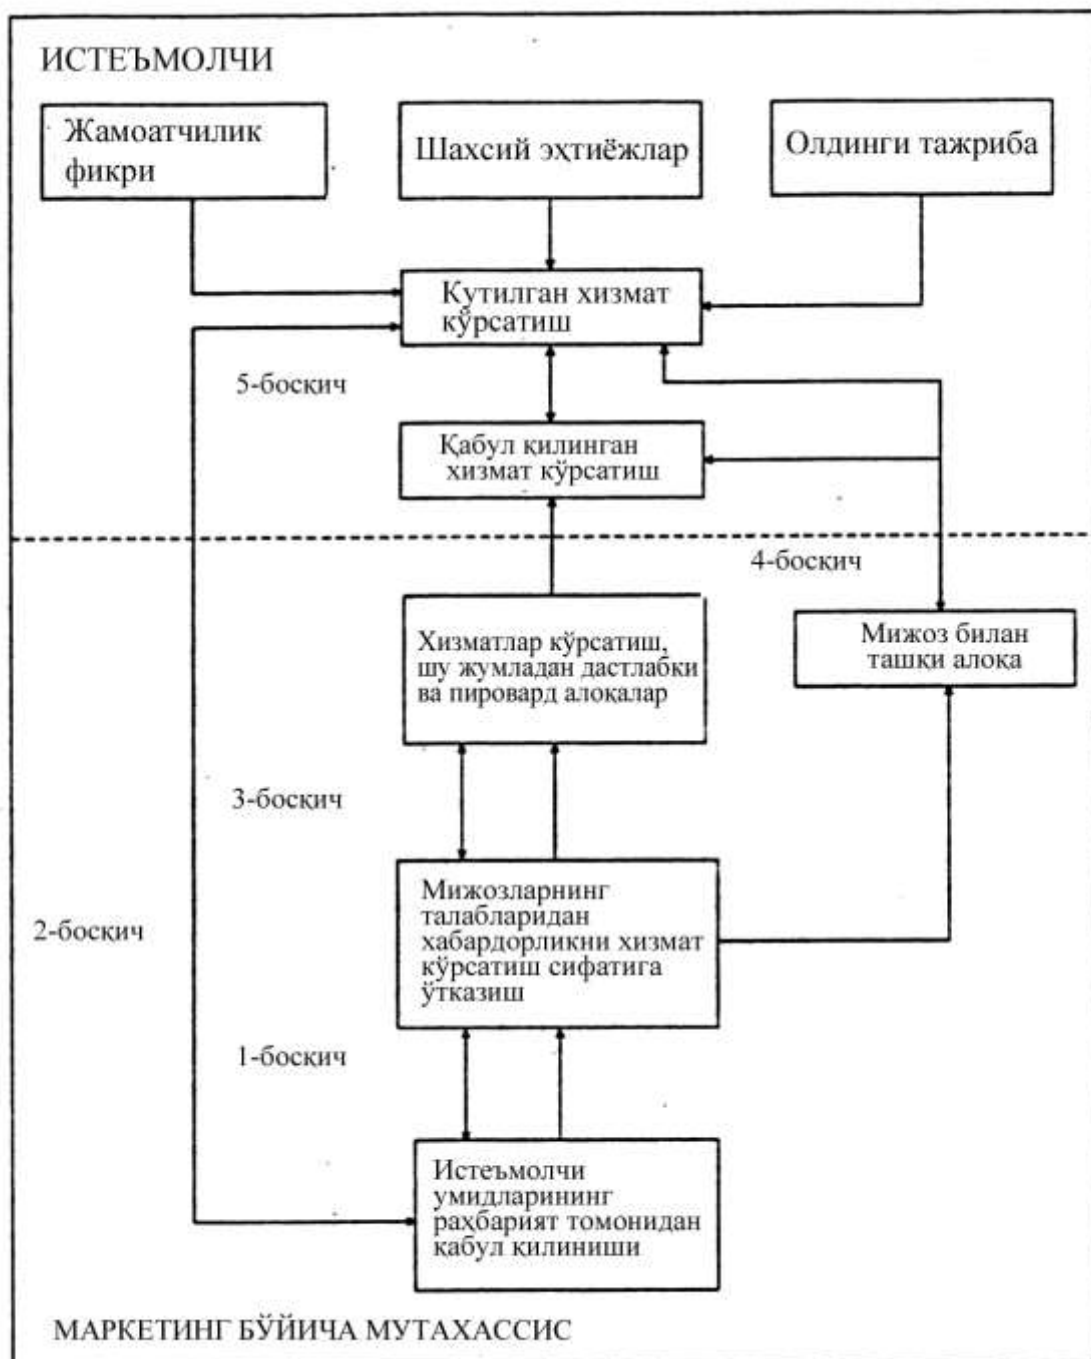 ИСТЕЪМОЛЧИ
Жамоатчилик
фикри
Шахсий эҳтиёжлар
Олдинги тажриба
Кутилган хизмат
кўрсатиш
5-босқич
Қабул қилинган
хизмат кўрсатиш
4-босқич
Хизматлар кўрсатиш,
шу жумладан дастлабки
ва пировард алоқалар
Мижоз билан
ташқи алоқа
3-босқич
Мижозларнинг
талабларидан
хабардорликни хизмат
кўрсатиш сифатига
ўтказиш
2-босқич
1-босқич
Истеъмолчи
умидларининг
раҳбарият томонидан
қабул қилиниши
МАРКЕТИНГ БЎЙИЧА МУТАХАССИС